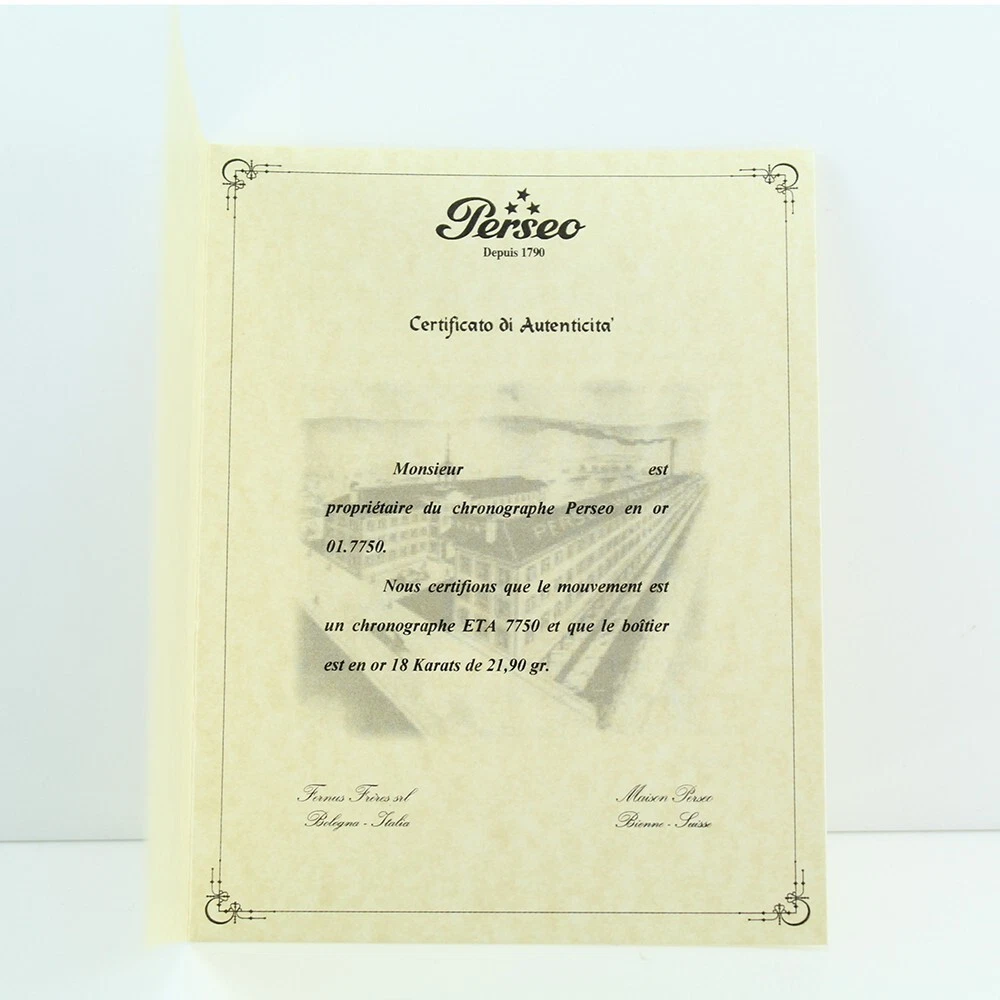 Perseo
Depuis 1790
Certificato di Autenticita'
Monsieur est
propriétaire du chronographe Perseo en or
01.7750.
Nous certifions que le mouvement est
un chronographe ETA 7750 et que le boîtier
est en or 18 Karats de 21,90 gr.
Fernus Frères srl
Bologna - Italia
Maison Perseo
Bienne - Suisse